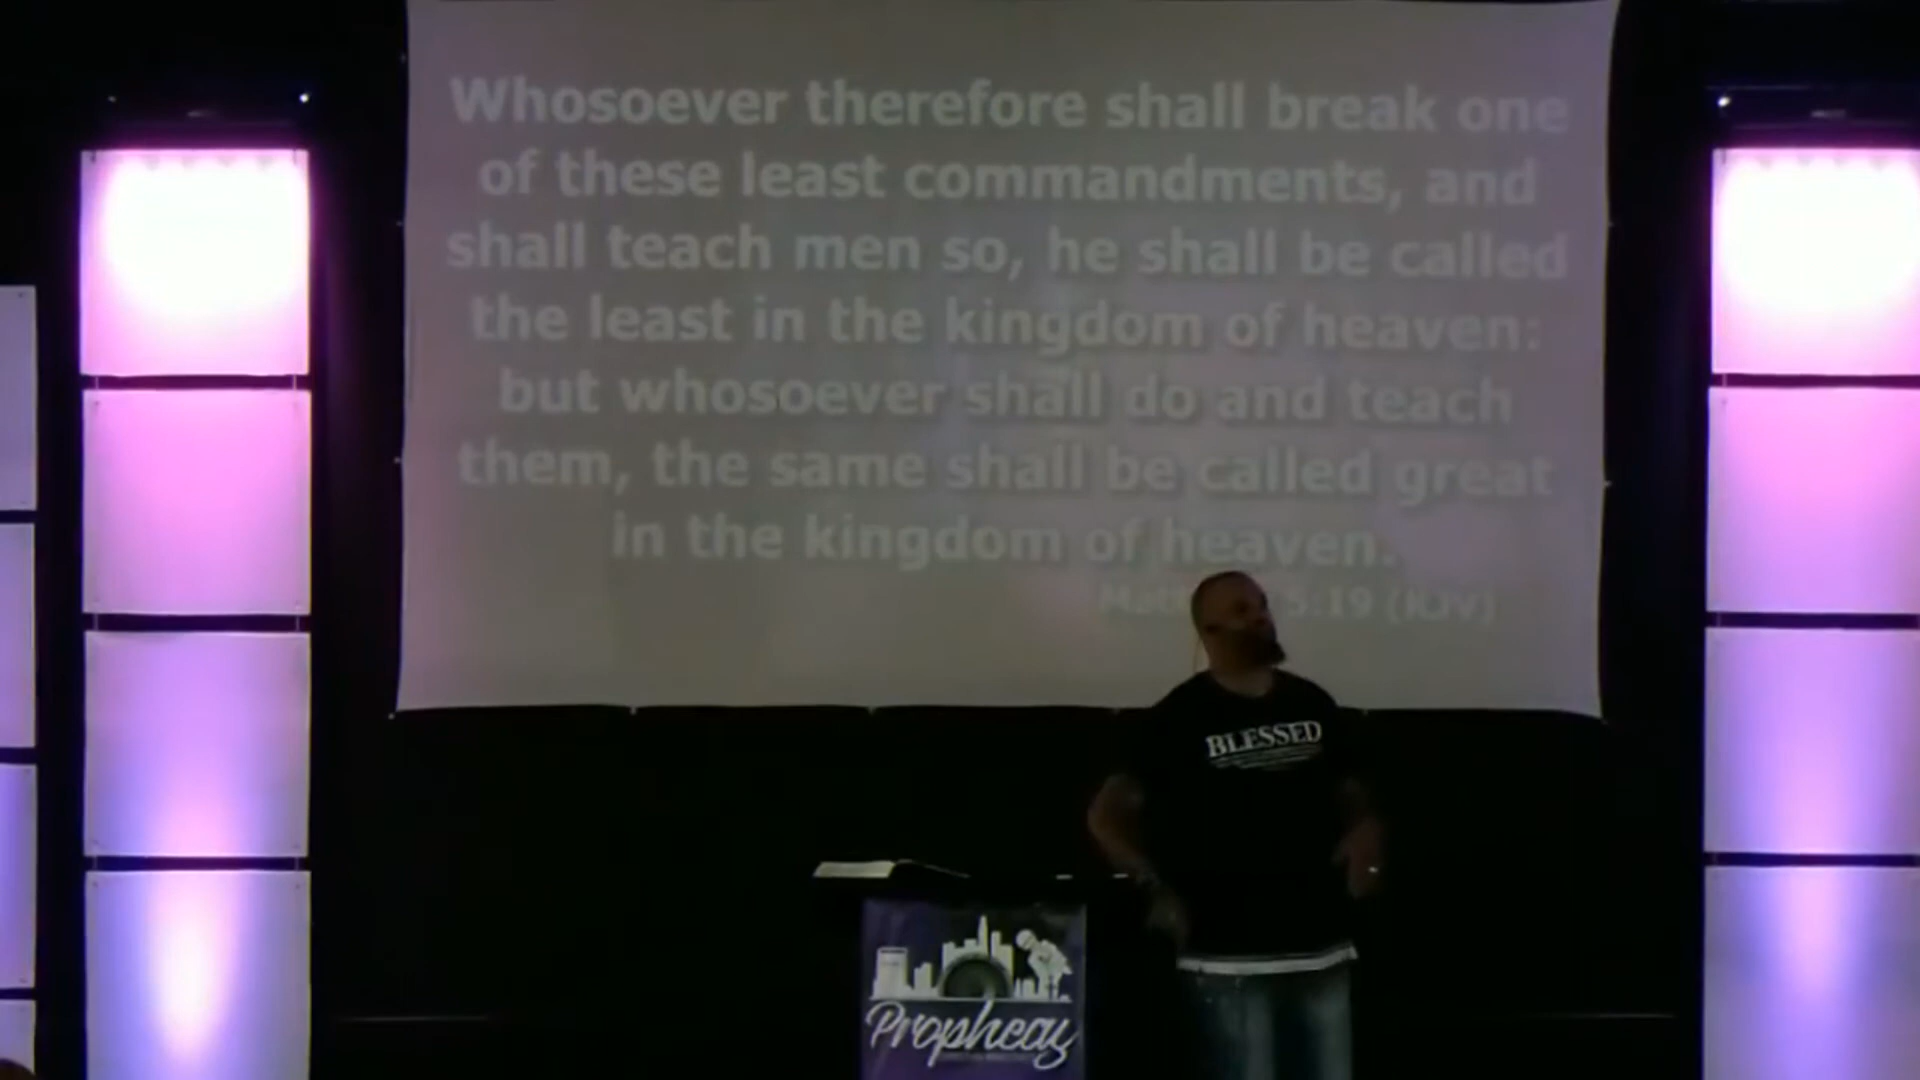 Whosoever therefore shall break one
of these least commandments, and
shall teach men so, he shall be called
the least in the kingdom of heaven:
but whosoever shall do and teach
them, the same shall be called great
in the kingdom of heaven.
5:19 (KJV)
BLESSED
Prophecy